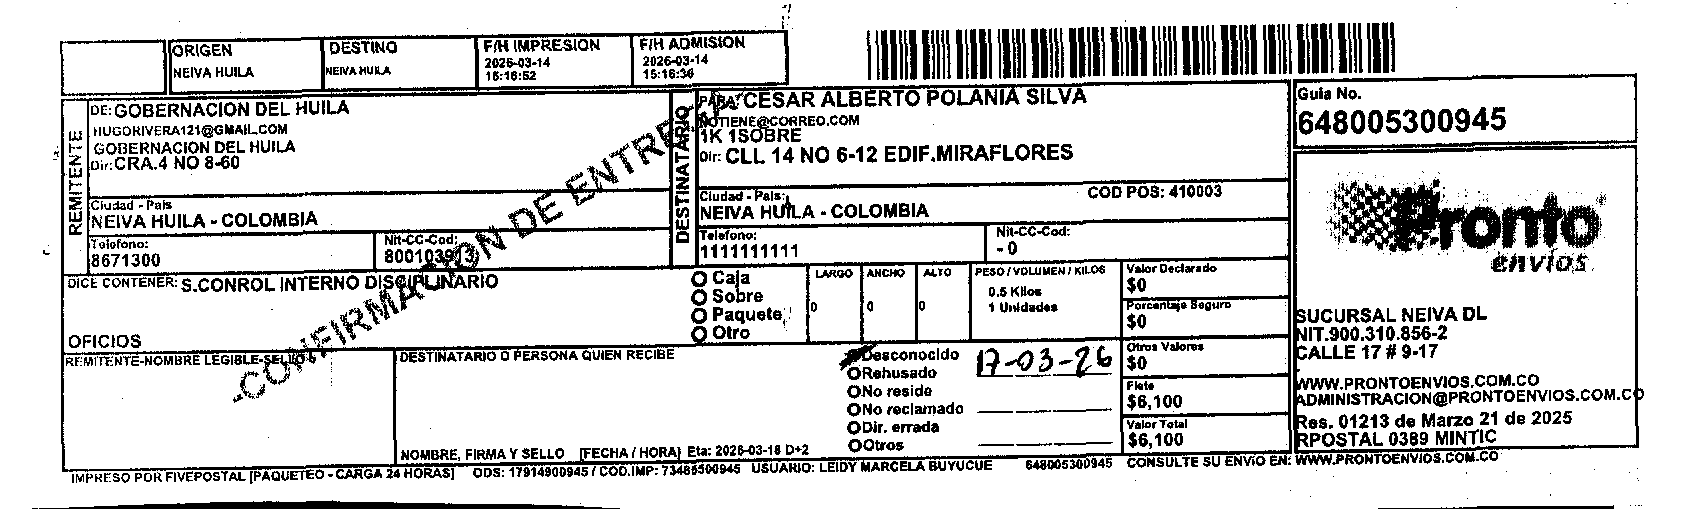 ORIGEN
NEIVA HUILA
DESTINO
NEIVA HUILA
F/H IMPRESION
2026-03-14
15:16:52
F/H ADMISION
2026-03-14
15:16:36
REMITENTE
DE: GOBERNACION DEL HUILA
HUGORIVERA121@GMAIL.COM
GOBERNACION DEL HUILA
Dir: CRA.4 NO 8-60
Ciudad - Pais
NEIVA HUILA - COLOMBIA
Telefono:
8671300
Nit-CC-Cod:
800103913
DESTINATARIO
PARA: CESAR ALBERTO POLANIA SILVA
NOTIENE@CORREO.COM
1K 1SOBRE
Dir: CLL 14 NO 6-12 EDIF.MIRAFLORES
Ciudad - Pais:
COD POS: 410003
NEIVA HUILA - COLOMBIA
Telefono:
1111111111
Nit-CC-Cod:
- 0
Guia No.
648005300945
Pronto
envíos
SUCURSAL NEIVA DL
NIT.900.310.856-2
CALLE 17 # 9-17
WWW.PRONTOENVIOS.COM.CO
ADMINISTRACION@PRONTOENVIOS.COM.CO
Res. 01213 de Marzo 21 de 2025
RPOSTAL 0389 MINTIC
DICE CONTENER: S.CONROL INTERNO DISCIPLINARIO
OFICIOS
Caja
Sobre
Paquete
Otro
LARGO
0
ANCHO
0
ALTO
0
PESO / VOLUMEN / KILOS
0.5 Kilos
1 Unidades
Valor Declarado
$0
Porcentaje Seguro
$0
Otros Valores
$0
Flete
$6,100
Valor Total
$6,100
REMITENTE-NOMBRE LEGIBLE-SELLO
DESTINATARIO O PERSONA QUIEN RECIBE
NOMBRE, FIRMA Y SELLO [FECHA / HORA] Eta: 2026-03-18 D+2
Desconocido 17-03-26
Rehusado
No reside
No reclamado
Dir. errada
Otros
CONFIRMACION DE ENTREGA
IMPRESO POR FIVEPOSTAL [PAQUETEO - CARGA 24 HORAS] ODS: 17914900945 / COD.IMP: 73486500945 USUARIO: LEIDY MARCELA BUYUCUE 648005300945 CONSULTE SU ENVIO EN: WWW.PRONTOENVIOS.COM.CO